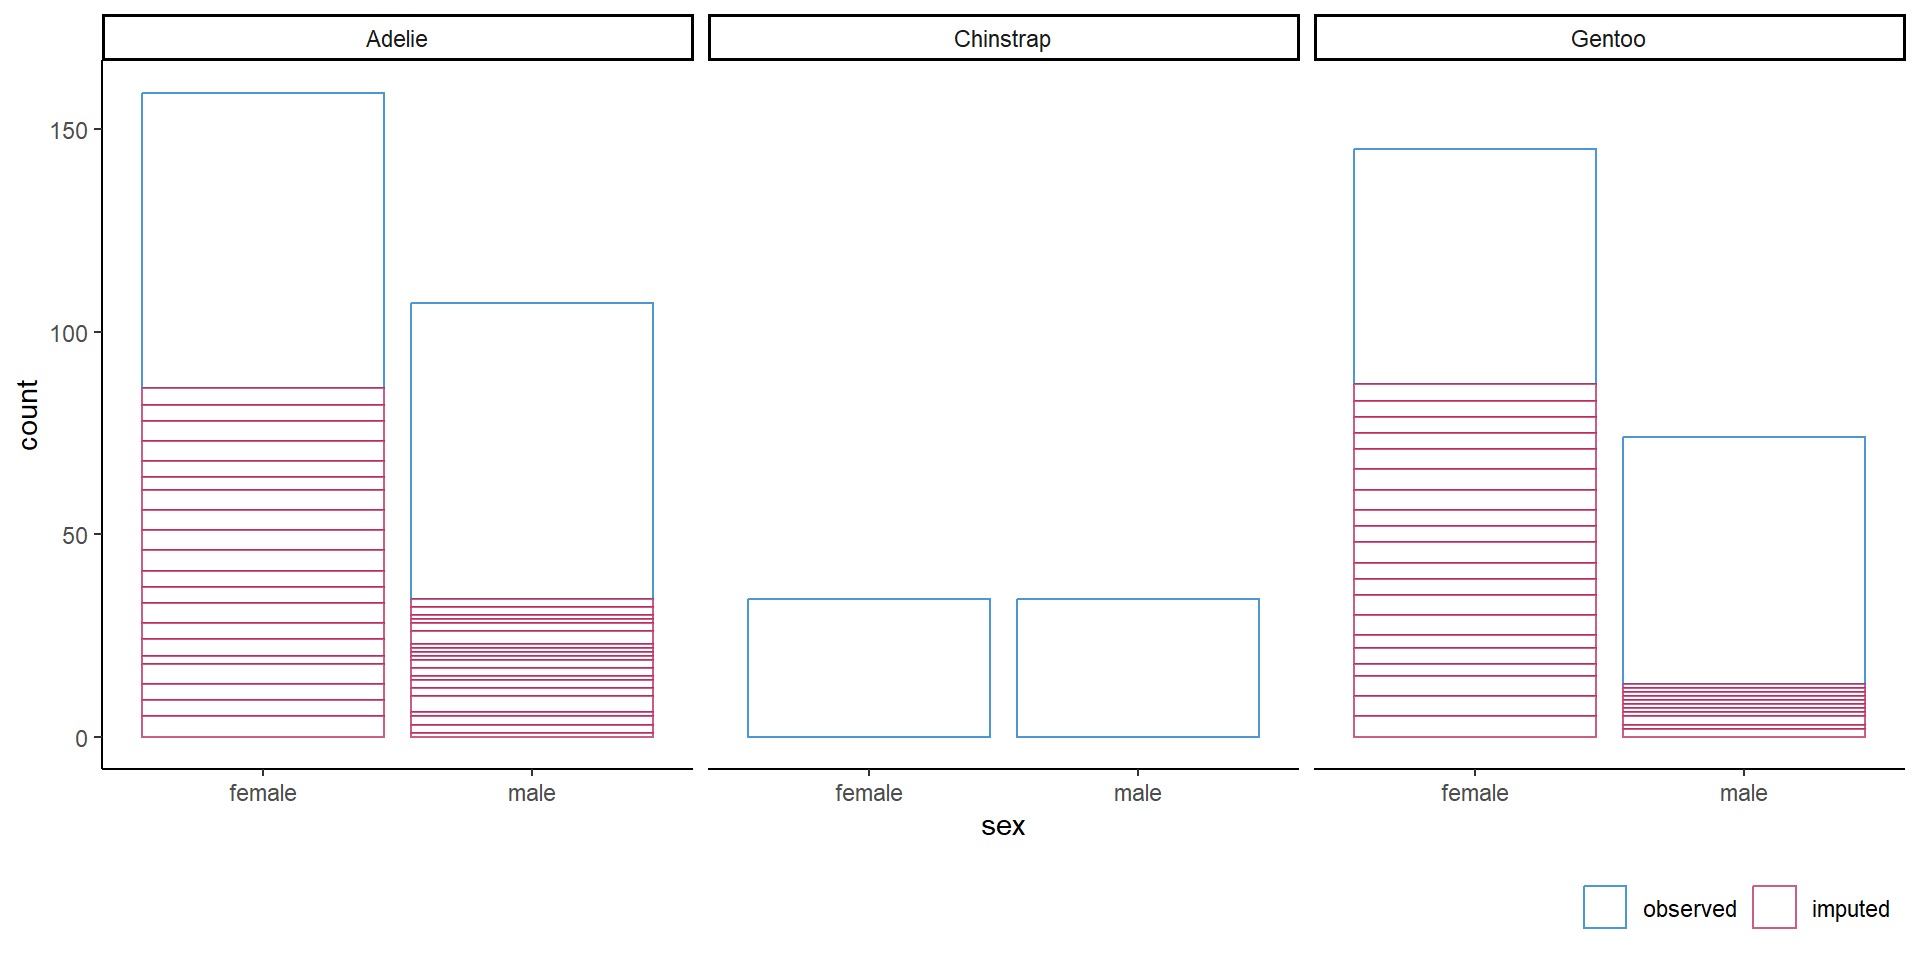 Adelie Chinstrap Gentoo
150
100
50
0
count
female male female male female male
sex
observed imputed